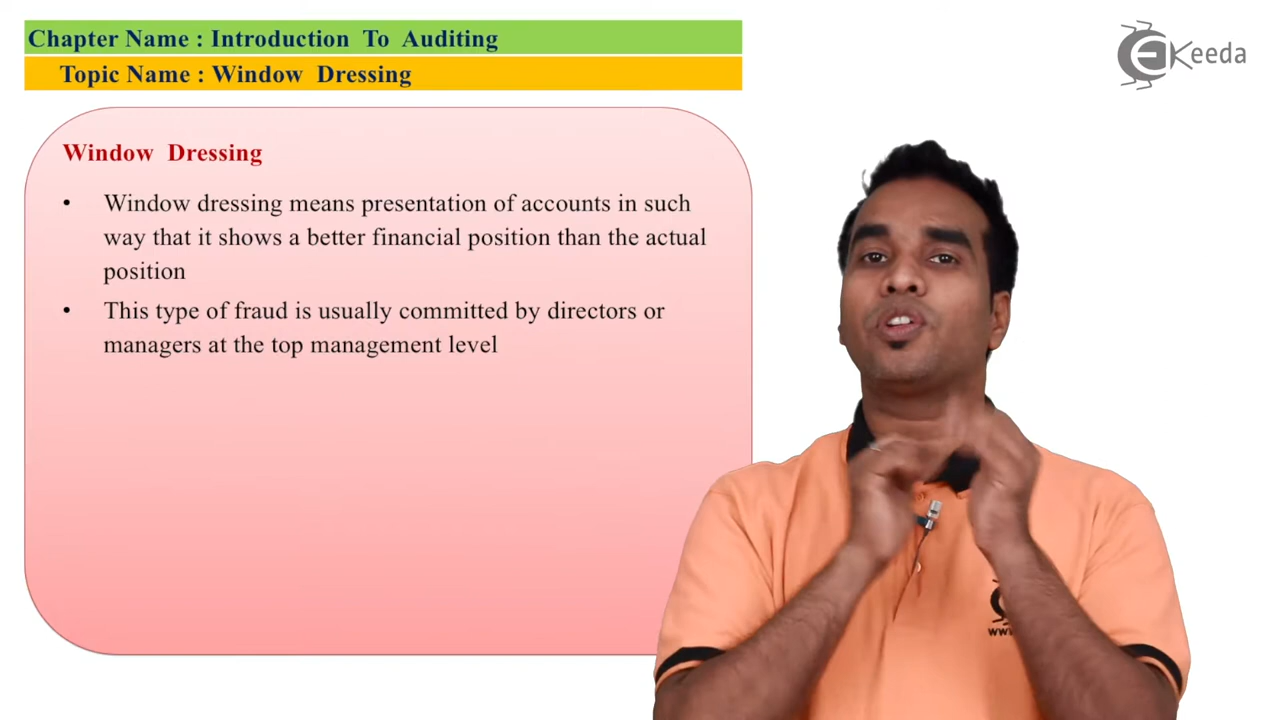 Chapter Name : Introduction To Auditing
Topic Name : Window Dressing
Keeda
Window Dressing
• Window dressing means presentation of accounts in such
way that it shows a better financial position than the actual
position
• This type of fraud is usually committed by directors or
managers at the top management level